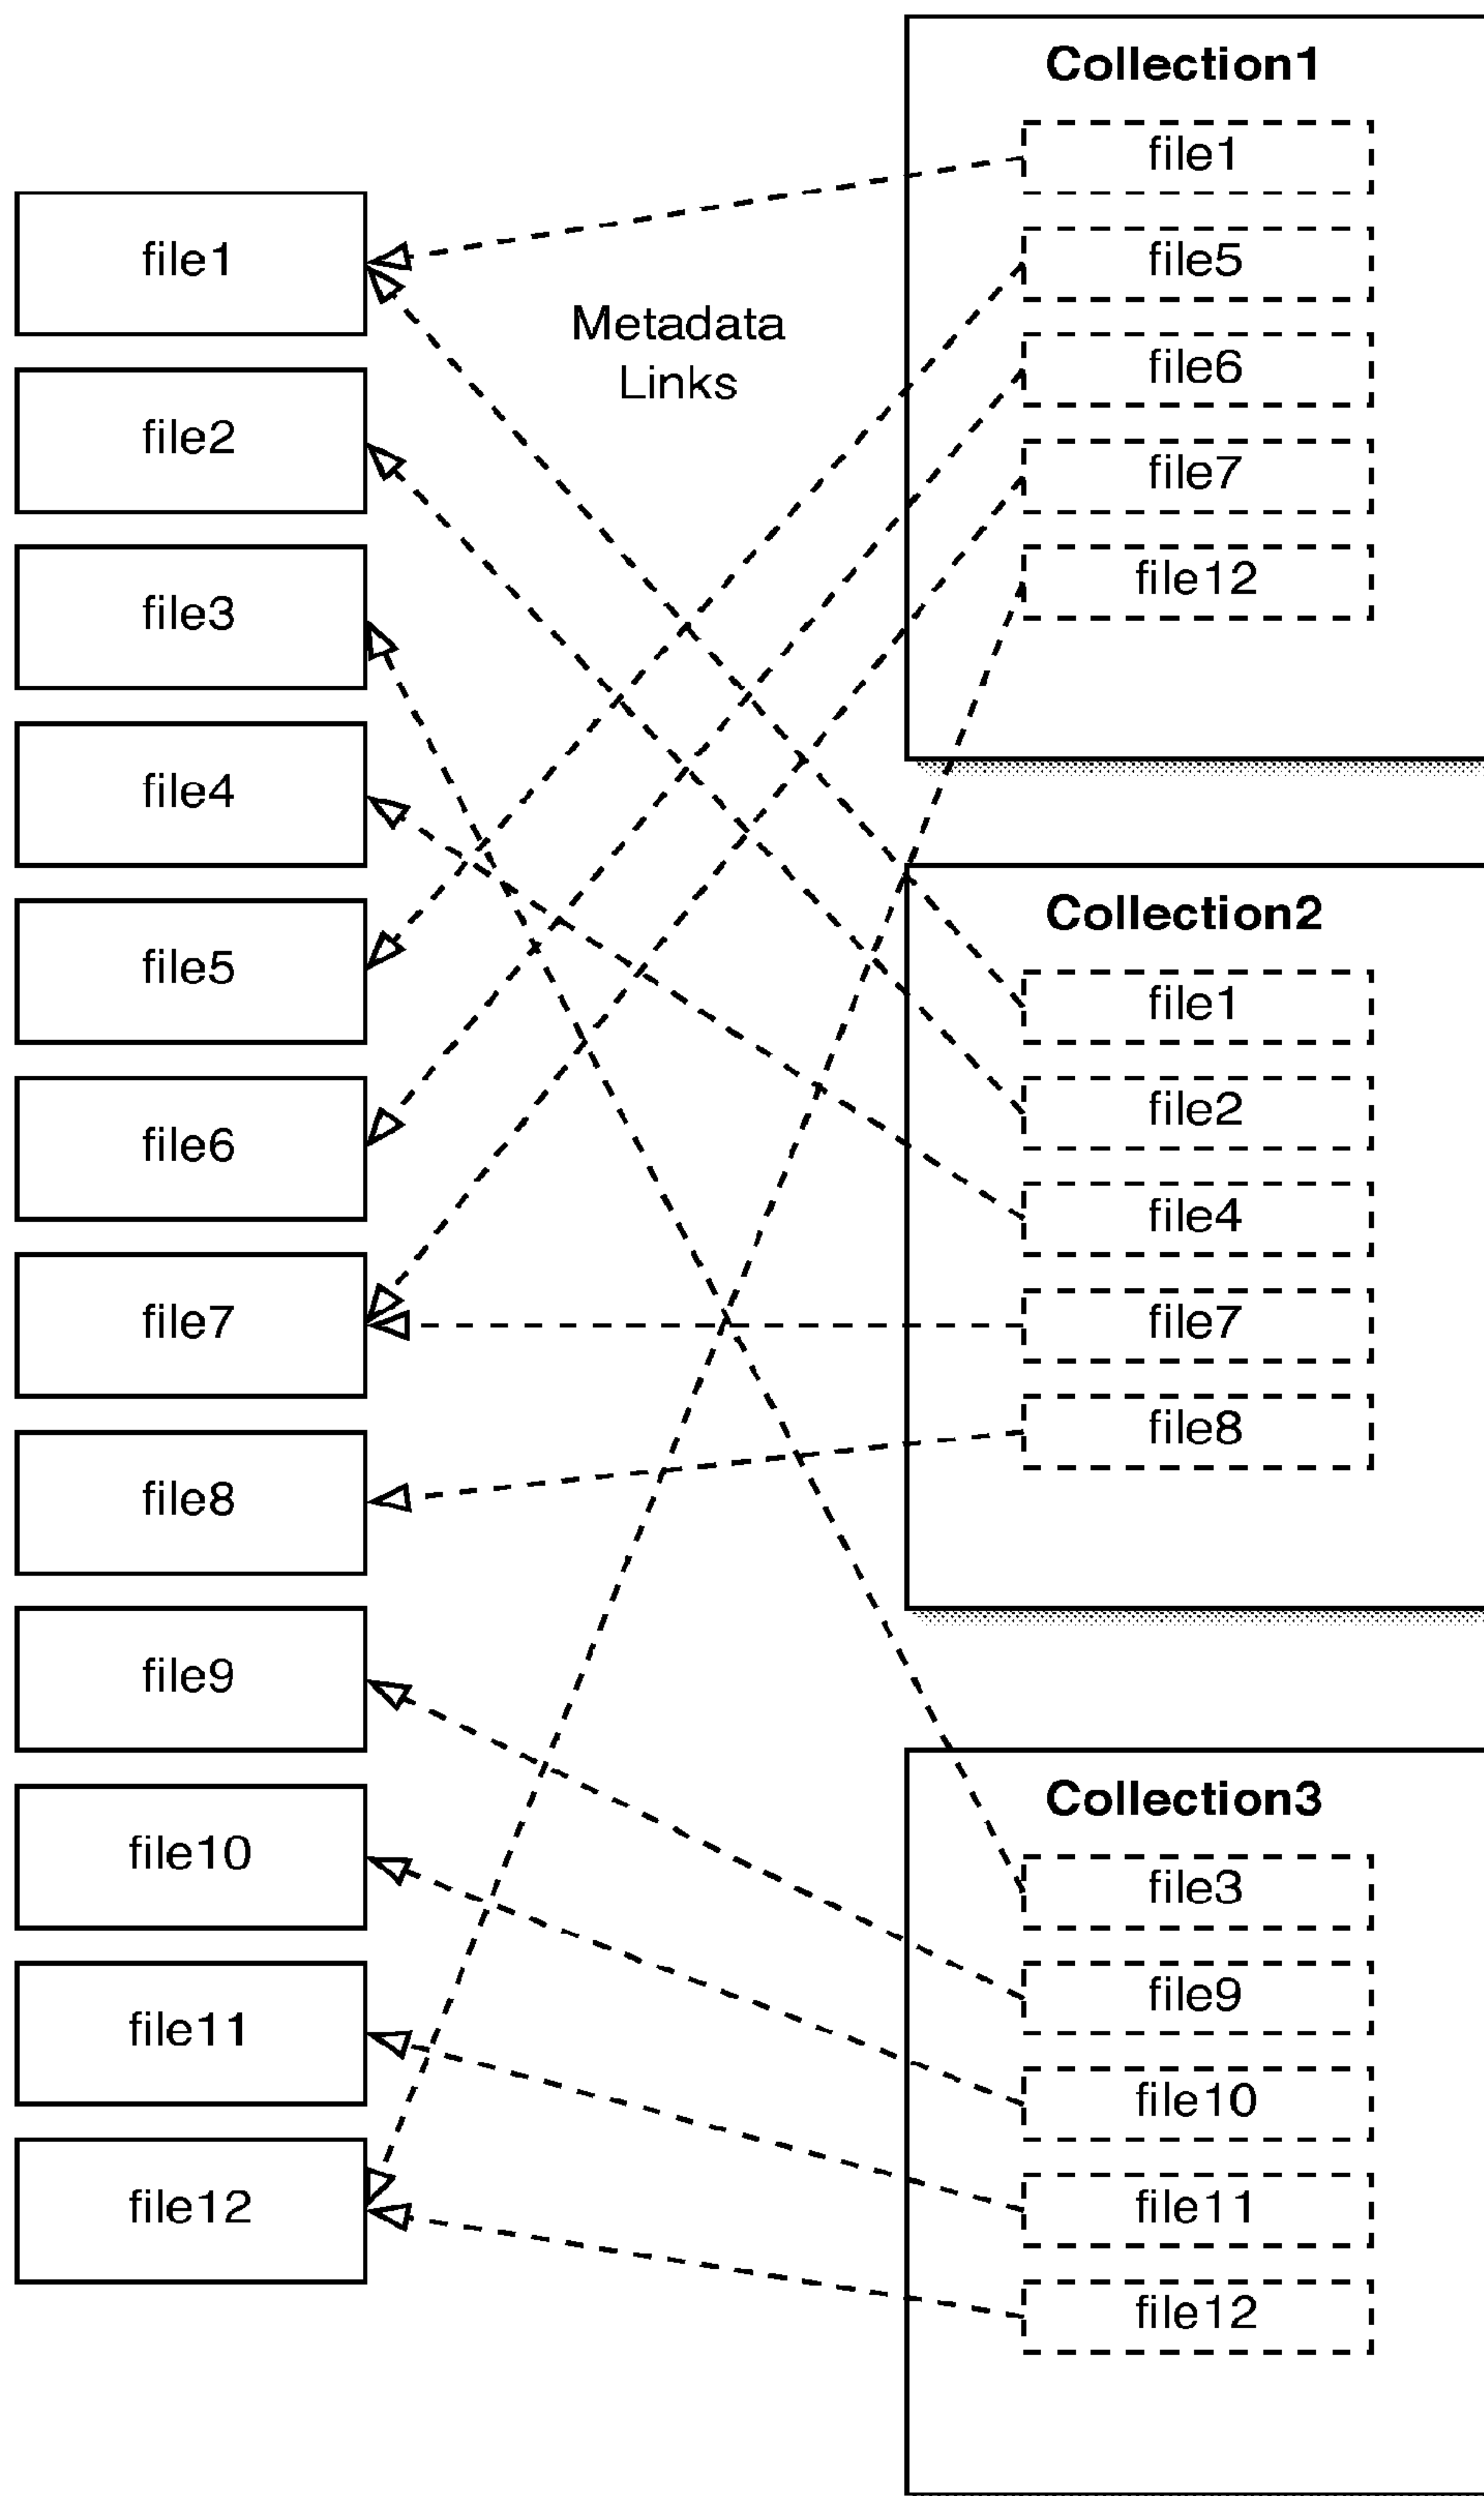 file1
file2
file3
file4
file5
file6
file7
file8
file9
file10
file11
file12
Metadata
Links
Collection1
file1
file5
file6
file7
file12
Collection2
file1
file2
file4
file7
file8
Collection3
file3
file9
file10
file11
file12